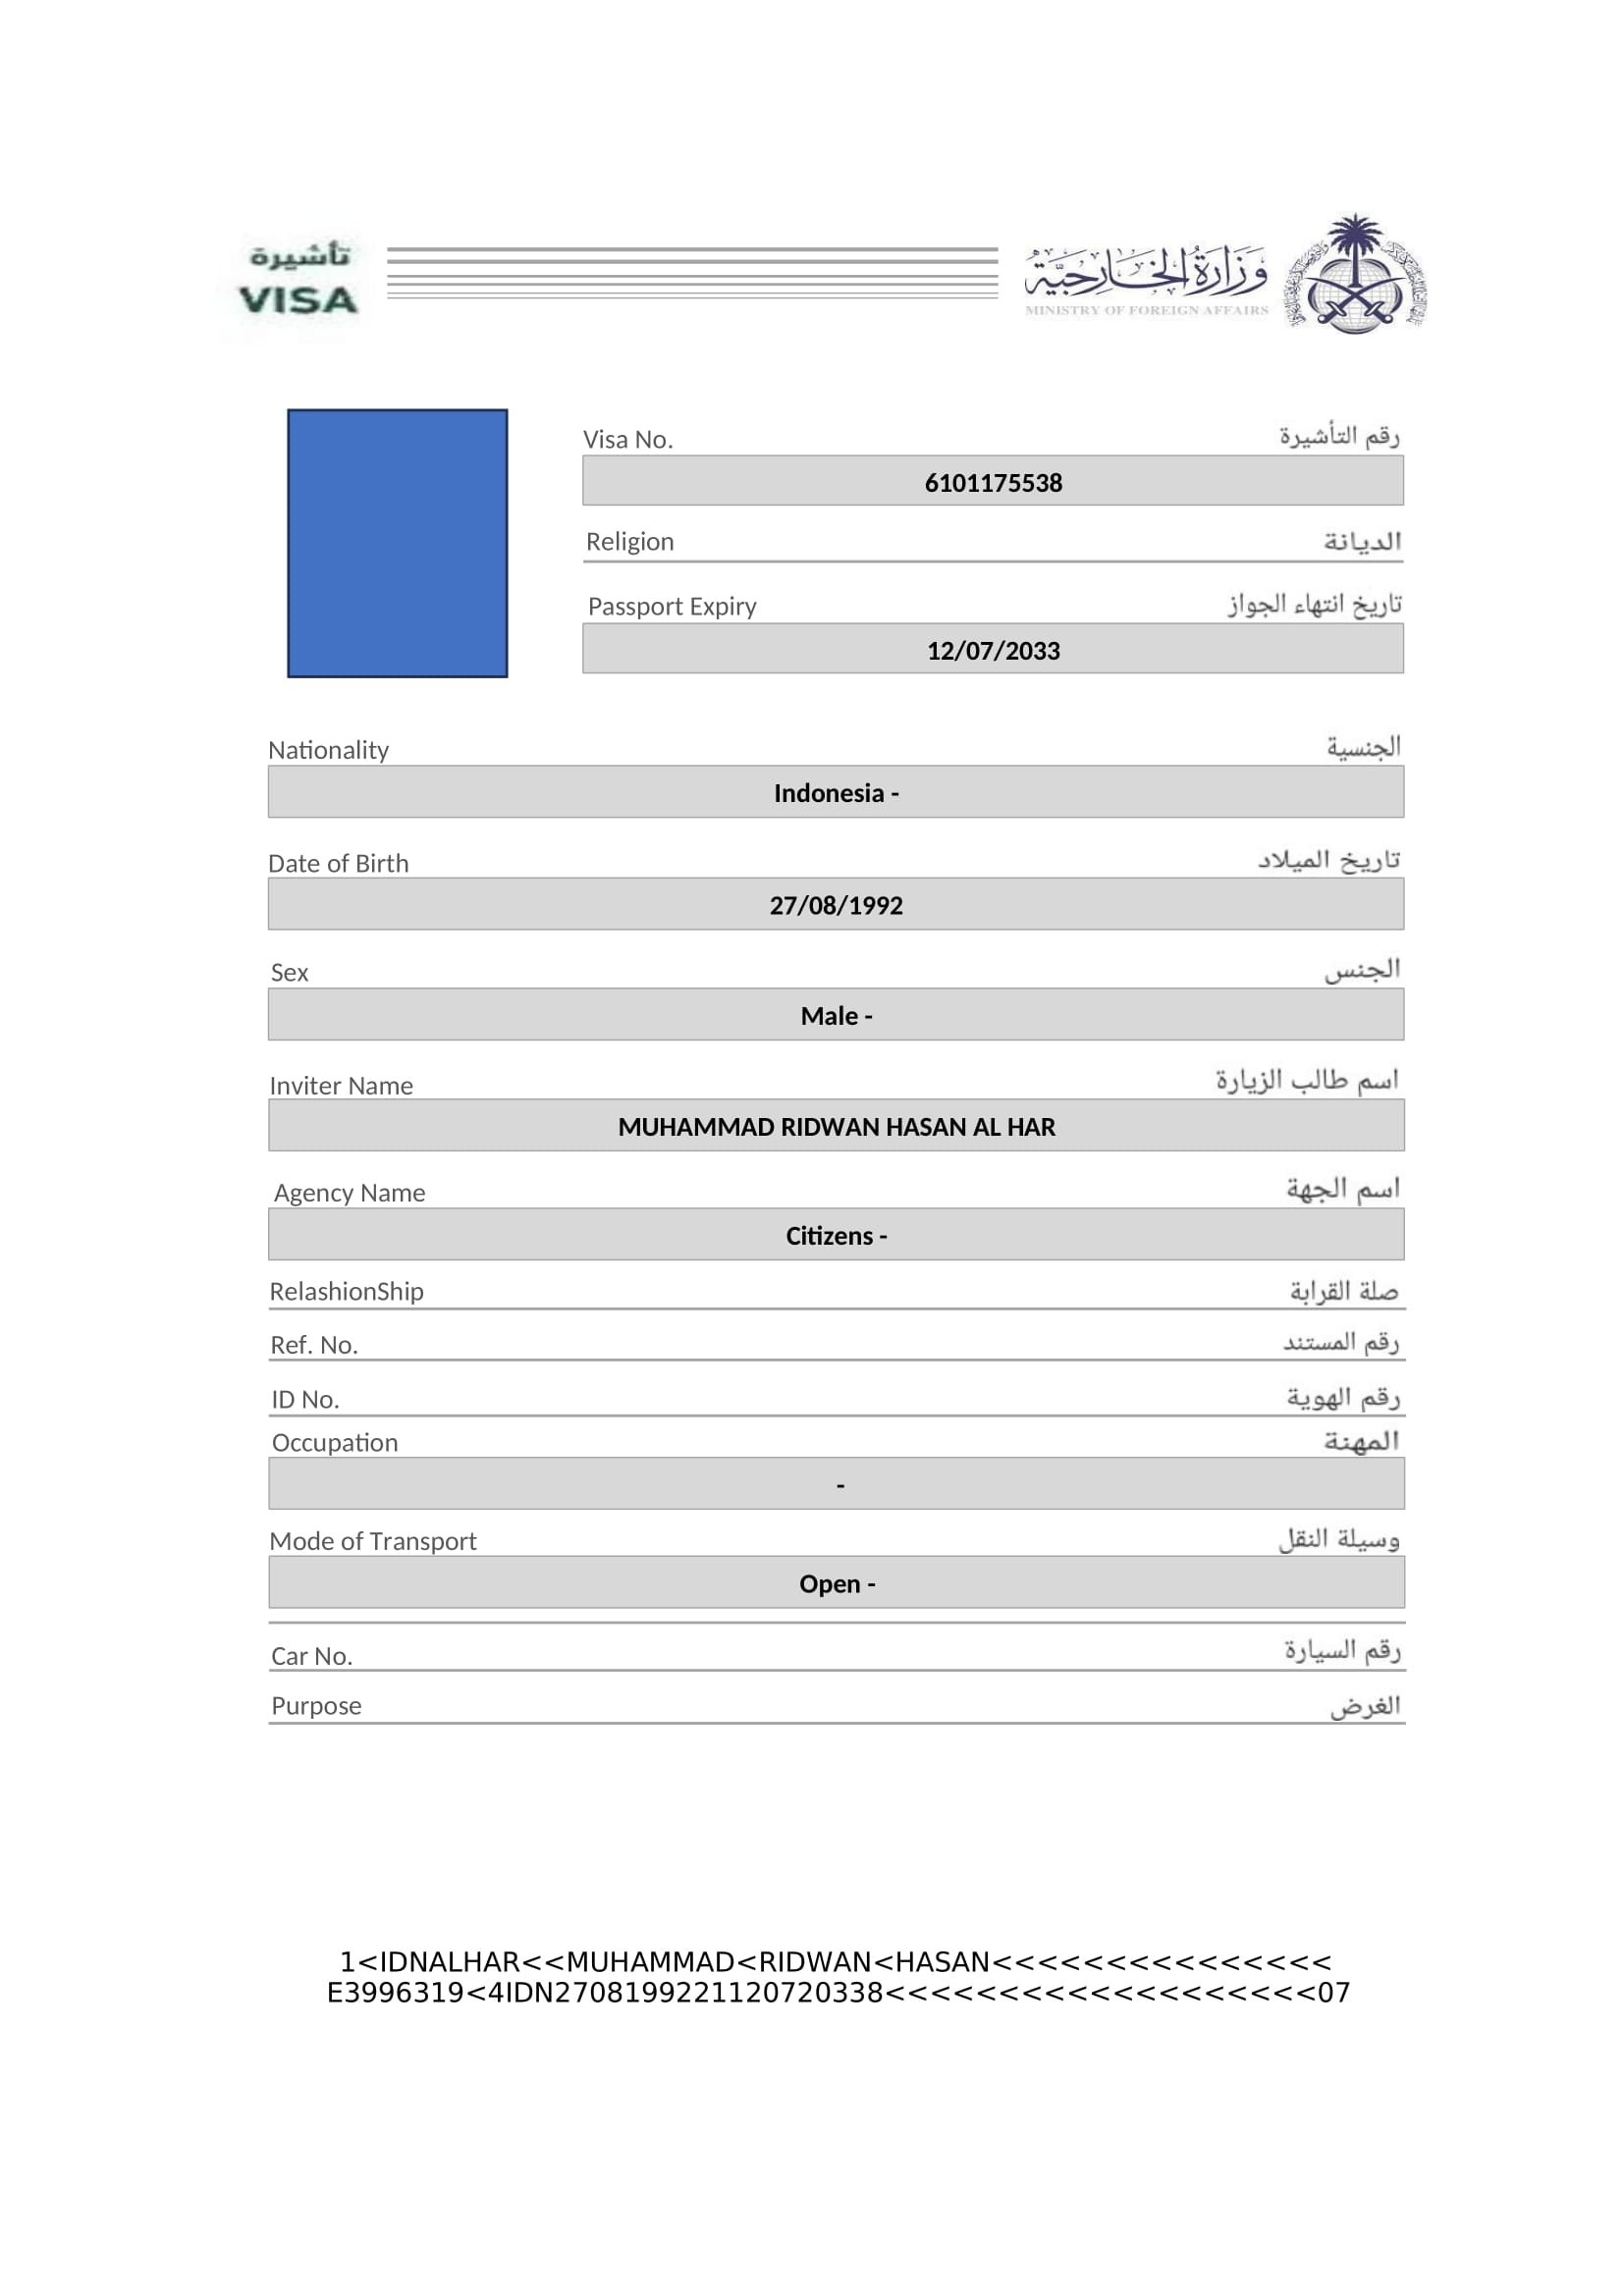 تأشيرة
VISA
وزارة الخارجية
MINISTRY OF FOREIGN AFFAIRS
Visa No. رقم التأشيرة
6101175538
Religion الديانة
Passport Expiry تاريخ انتهاء الجواز
12/07/2033
Nationality الجنسية
Indonesia -
Date of Birth تاريخ الميلاد
27/08/1992
Sex الجنس
Male -
Inviter Name اسم طالب الزيارة
MUHAMMAD RIDWAN HASAN AL HAR
Agency Name اسم الجهة
Citizens -
RelashionShip صلة القرابة
Ref. No. رقم المستند
ID No. رقم الهوية
Occupation المهنة
-
Mode of Transport وسيلة النقل
Open -
Car No. رقم السيارة
Purpose الغرض
1<IDNALHAR<<MUHAMMAD<RIDWAN<HASAN<<<<<<<<<<<<<<<
E3996319<4IDN2708199221120720338<<<<<<<<<<<<<<<<<<<07